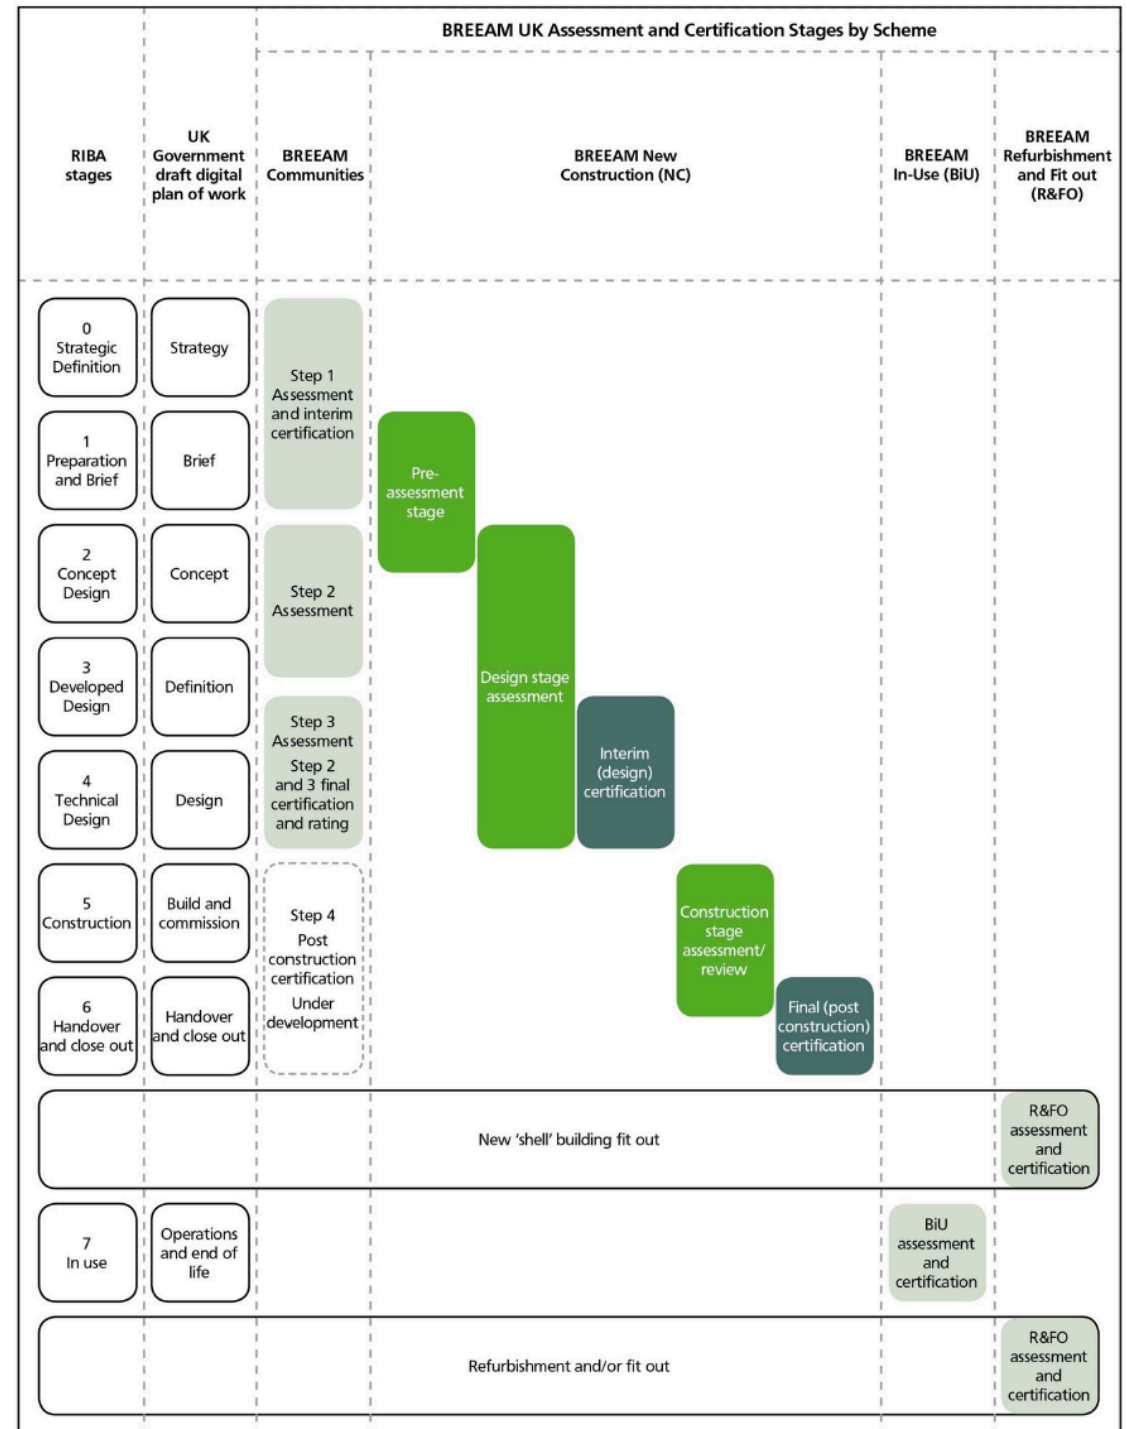 BREEAM UK Assessment and Certification Stages by Scheme
RIBA
stages
UK
Government
draft digital
plan of work
BREEAM
Communities
BREEAM New
Construction (NC)
BREEAM
In-Use (BiU)
BREEAM
Refurbishment
and Fit out
(R&FO)
0
Strategic
Definition
Strategy
Step 1
Assessment
and interim
certification
1
Preparation
and Brief
Brief
Pre-
assessment
stage
2
Concept
Design
Concept
Step 2
Assessment
Design stage
assessment
3
Developed
Design
Definition
Step 3
Assessment
Step 2
and 3 final
certification
and rating
Interim
(design)
certification
4
Technical
Design
Design
5
Construction
Build and
commission
Step 4
Post
construction
certification
Under
development
Construction
stage
assessment/
review
6
Handover
and close out
Handover
and close out
Final (post
construction)
certification
New ‘shell’ building fit out
R&FO
assessment
and
certification
7
In use
Operations
and end of
life
BiU
assessment
and
certification
Refurbishment and/or fit out
R&FO
assessment
and
certification